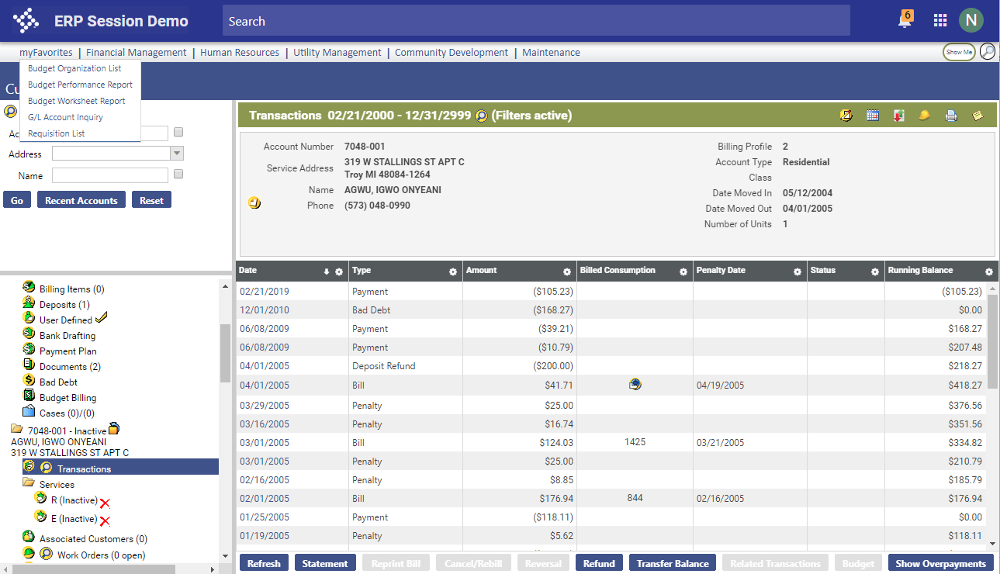 ERP Session Demo
Search
6
N
myFavorites | Financial Management | Human Resources | Utility Management | Community Development | Maintenance
Show Me
Budget Organization List
Budget Performance Report
Budget Worksheet Report
G/L Account Inquiry
Requisition List
Cu
Ac
Address
Name
Go
Recent Accounts
Reset
Billing Items (0)
Deposits (1)
User Defined
Bank Drafting
Payment Plan
Documents (2)
Bad Debt
Budget Billing
Cases (0)/(0)
7048-001 - Inactive
AGWU, IGWO ONYEANI
319 W STALLINGS ST APT C
Transactions
Services
R (Inactive)
E (Inactive)
Associated Customers (0)
Work Orders (0 open)
Transactions 02/21/2000 - 12/31/2999 (Filters active)
Account Number 7048-001
Service Address 319 W STALLINGS ST APT C
Troy MI 48084-1264
Name AGWU, IGWO ONYEANI
Phone (573) 048-0990
Billing Profile 2
Account Type Residential
Class
Date Moved In 05/12/2004
Date Moved Out 04/01/2005
Number of Units 1
Date Type Amount Billed Consumption Penalty Date Status Running Balance
02/21/2019 Payment ($105.23) ($105.23)
12/01/2010 Bad Debt ($168.27) $0.00
06/08/2009 Payment ($39.21) $168.27
06/08/2009 Payment ($10.79) $207.48
04/01/2005 Deposit Refund ($200.00) $218.27
04/01/2005 Bill $41.71 04/19/2005 $418.27
03/29/2005 Penalty $25.00 $376.56
03/16/2005 Penalty $16.74 $351.56
03/01/2005 Bill $124.03 1425 03/21/2005 $334.82
03/01/2005 Penalty $25.00 $210.79
02/16/2005 Penalty $8.85 $185.79
02/01/2005 Bill $176.94 844 02/16/2005 $176.94
01/25/2005 Payment ($118.11) $0.00
01/19/2005 Penalty $5.62 $118.11
Refresh
Statement
Reprint Bill
Cancel/Rebill
Reversal
Refund
Transfer Balance
Related Transactions
Budget
Show Overpayments